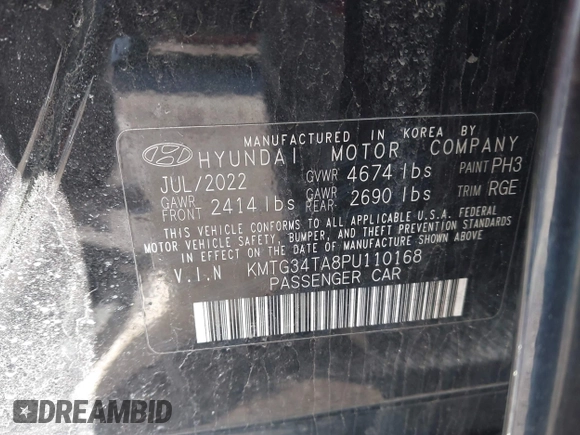 MANUFACTURED IN KOREA BY
HYUNDAI MOTOR COMPANY
JUL/2022 GVWR 4674 lbs PAINT PH3
GAWR FRONT 2414 lbs GAWR REAR 2690 lbs TRIM RGE
THIS VEHICLE CONFORMS TO ALL APPLICABLE U.S.A. FEDERAL
MOTOR VEHICLE SAFETY, BUMPER, AND THEFT PREVENTION STANDARDS
IN EFFECT ON THE DATE OF MANUFACTURE SHOWN ABOVE.
V.I.N KMTG34TA8PU110168
PASSENGER CAR
DREAMBID